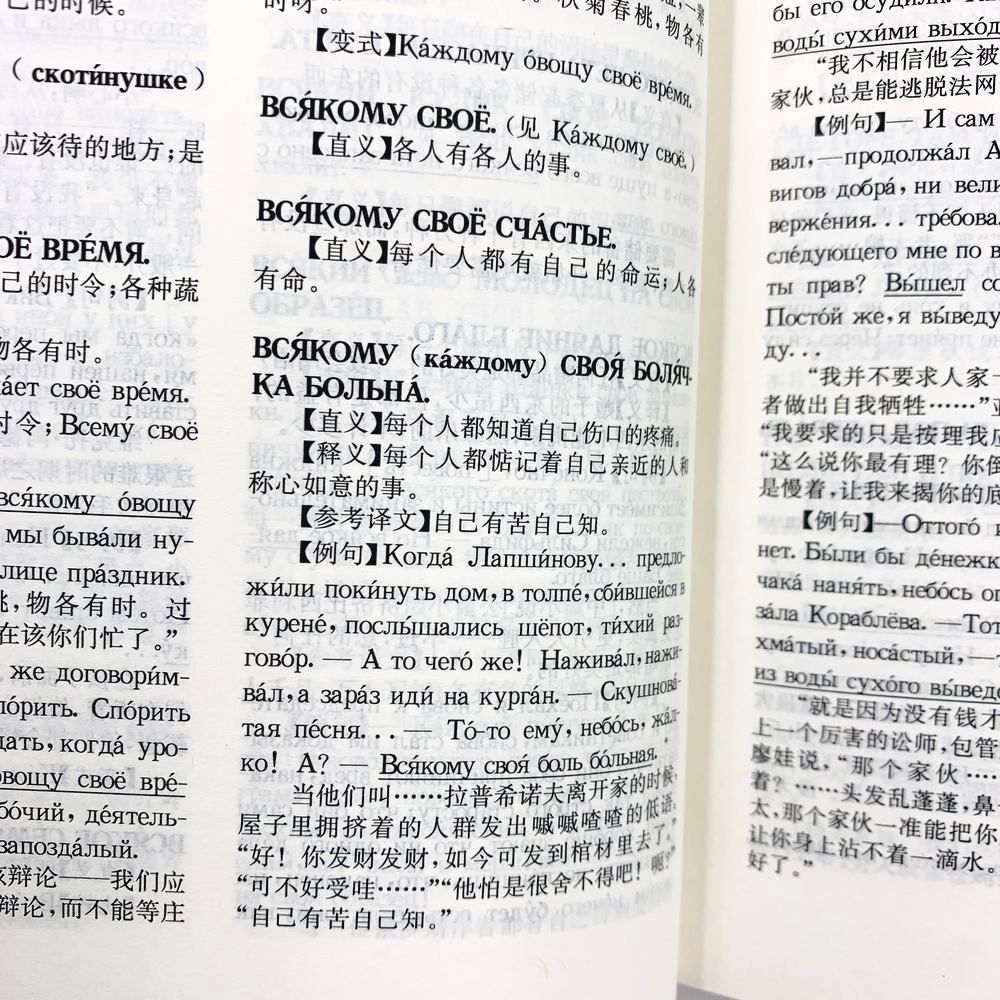 己的时候。
（скоти́нушке）
应该待的地方；是
ОЁ ВРЕ́МЯ.
己的时令；各种蔬
物各有时。
ка́ет своё вре́мя.
时令；Всему́ своё
вся́кому о́вощу
мы быва́ли ну-
лице пра́здник.
物各有时。过
在该你们忙了。”
же договори́м-
спо́рить. Спо́рить
дать, когда́ уро-
о́вощу своё вре́-
бо́чий, де́ятель-
запозда́лый.
该辩论——我们应
辩论，而不能等庄
时呀。”
秋菊春桃，物各有
【变式】Ка́ждому о́вощу своё вре́мя.
ВСЯ́КОМУ СВОЁ. (见 Ка́ждому своё.)
【直义】各人有各人的事。
ВСЯ́КОМУ СВОЁ СЧА́СТЬЕ.
【直义】每个人都有自己的命运；人各
有命。
ВСЯ́КОМУ（ка́ждому）СВОЯ́ БОЛЯ́Ч-
КА БОЛЬНА́.
【直义】每个人都知道自己伤口的疼痛。
【释义】每个人都惦记着自己亲近的人和
称心如意的事。
【参考译文】自己有苦自己知。
【例句】Когда́ Лапши́нову... предло-
жи́ли поки́нуть дом, в толпе́, сби́вшейся в
курене́, послы́шались шёпот, ти́хий раз-
гово́р. — А то чего́ же! Нажива́л, нажи-
ва́л, а зара́з иди́ на курга́н. — Скушнова́-
тая пе́сня... — То́-то ему́, небо́сь, жа́л-
ко! А? — Вся́кому своя́ боль бо́льная.
当他们叫……拉普希诺夫离开家的时候，
屋子里拥挤着的人群发出嘁嘁喳喳的低语。
“好！你发财发财，如今可发到棺材里去了。”
“可不好受哇……”“他怕是很舍不得吧！呃？”
“自己有苦自己知。”
бы его осуди́ли.
воды́ сухи́ми выход
“我不相信他会被
家伙，总是能逃脱法网
【例句】— И сам
вал, — продолжа́л А
вигов добра́, ни вели
верже́ния... тре́бова
сле́дующего мне по в
ты прав? Вы́шел со
Посто́й же, я вы́веду
ду...
“我并不要求人家
者做出自我牺牲……”
“我要求的只是按理我应
“这么说你最有理？你倒
是慢着，让我来揭你的底
【例句】—Оттого́
нет. Бы́ли бы де́нежк
чака́ наня́ть, небо́сь
за́ла Кораблёва. —Тот
хма́тый, носа́стый, —
из воды́ сухо́го вы́вед
“就是因为没有钱才
上一个厉害的讼师，包管
廖娃说，“那个家伙……
着？……头发乱蓬蓬，鼻
太，那个家伙一准能把你
让你身上沾不着一滴水。
好了。”